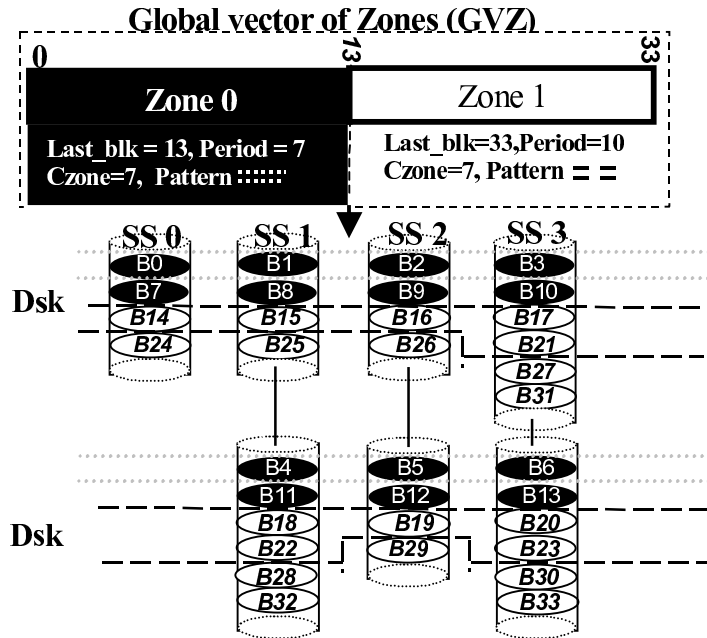 Global vector of Zones (GVZ)
0 13 33
Zone 0 Zone 1
Last_blk = 13, Period = 7
Czone=7, Pattern
Last_blk=33,Period=10
Czone=7, Pattern
SS 0 SS 1 SS 2 SS 3
B0 B1 B2 B3
Dsk
B7 B8 B9 B10
B14 B15 B16 B17
B24 B25 B26 B21
B27
B31
B4 B5 B6
B11 B12 B13
Dsk
B18 B19 B20
B22 B29 B23
B28 B30
B32 B33